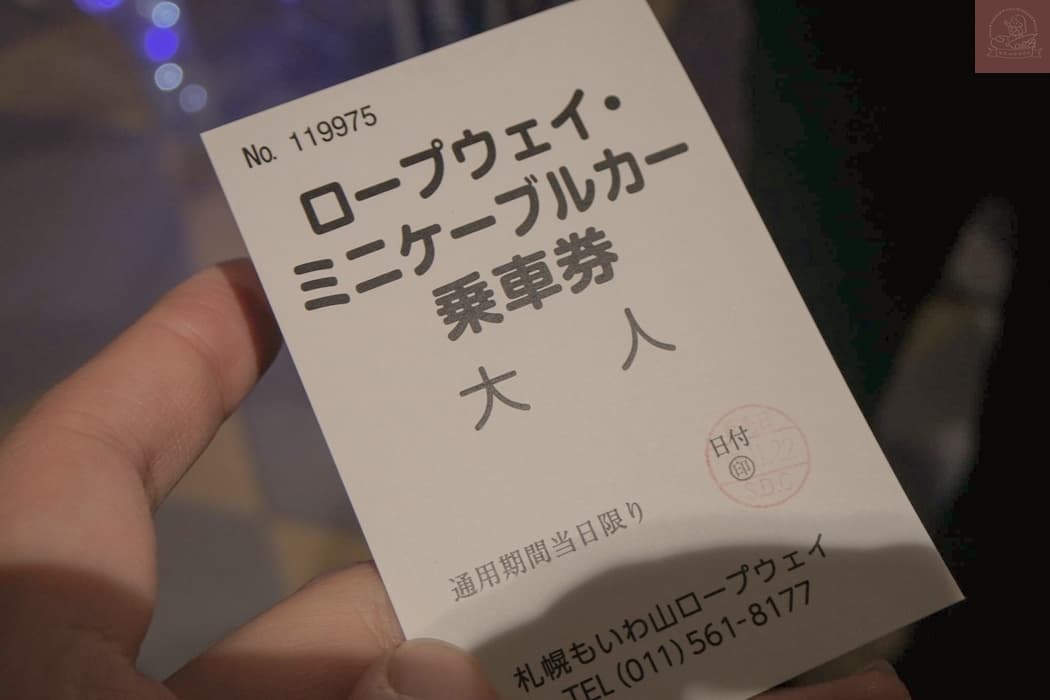 No. 119975
ロープウェイ・
ミニケーブルカー
乗車券
大 人
日付
印
S.D.C
通用期間当日限り
札幌もいわ山ロープウェイ
TEL (011) 561-8177